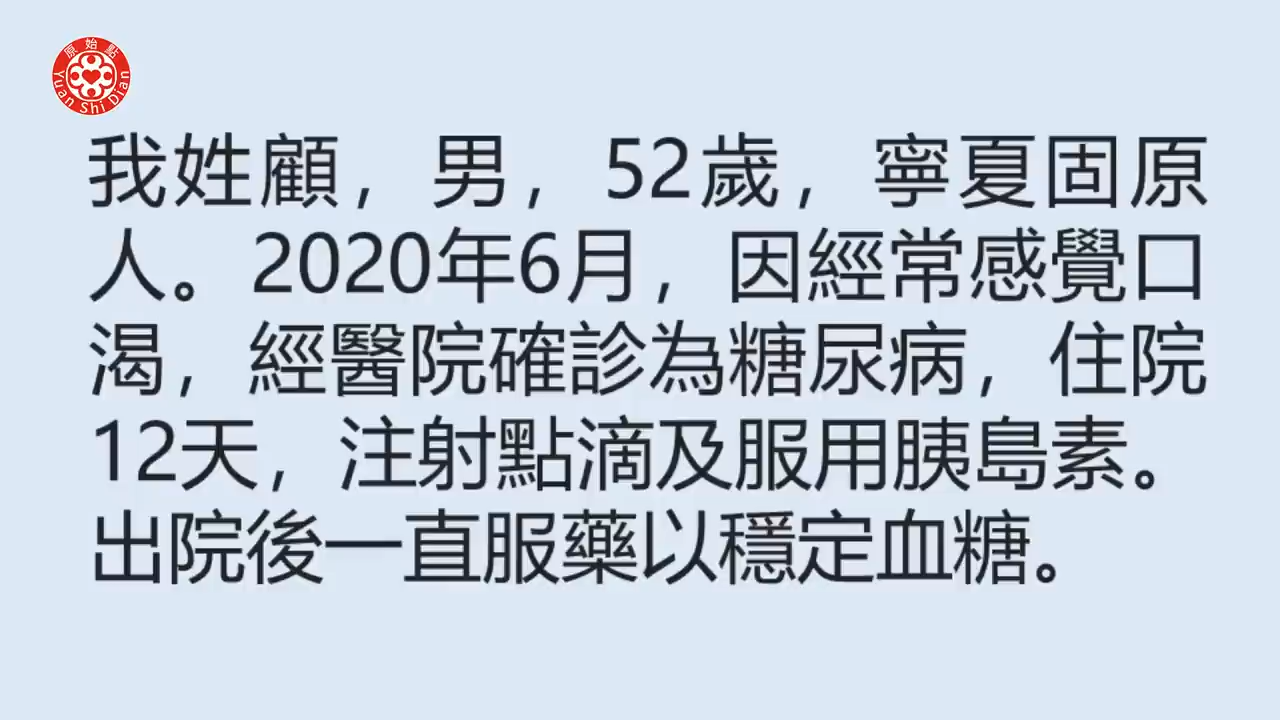 原始點
Yuan Shi Dian
我姓顧，男，52歲，寧夏固原
人。2020年6月，因經常感覺口
渴，經醫院確診為糖尿病，住院
12天，注射點滴及服用胰島素。
出院後一直服藥以穩定血糖。